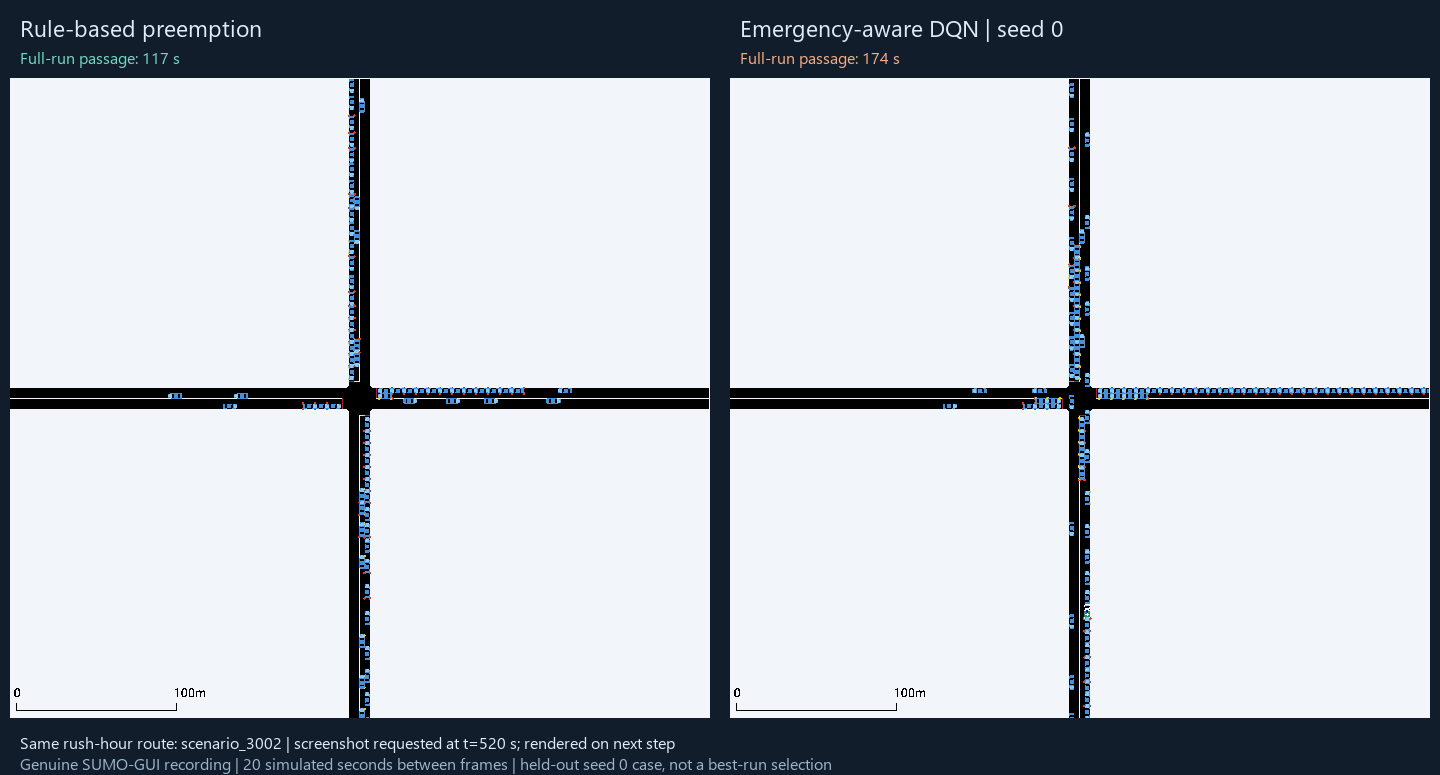 Rule-based preemption
Full-run passage: 117 s
Emergency-aware DQN | seed 0
Full-run passage: 174 s
0 100m
0 100m
Same rush-hour route: scenario_3002 | screenshot requested at t=520 s; rendered on next step
Genuine SUMO-GUI recording | 20 simulated seconds between frames | held-out seed 0 case, not a best-run selection